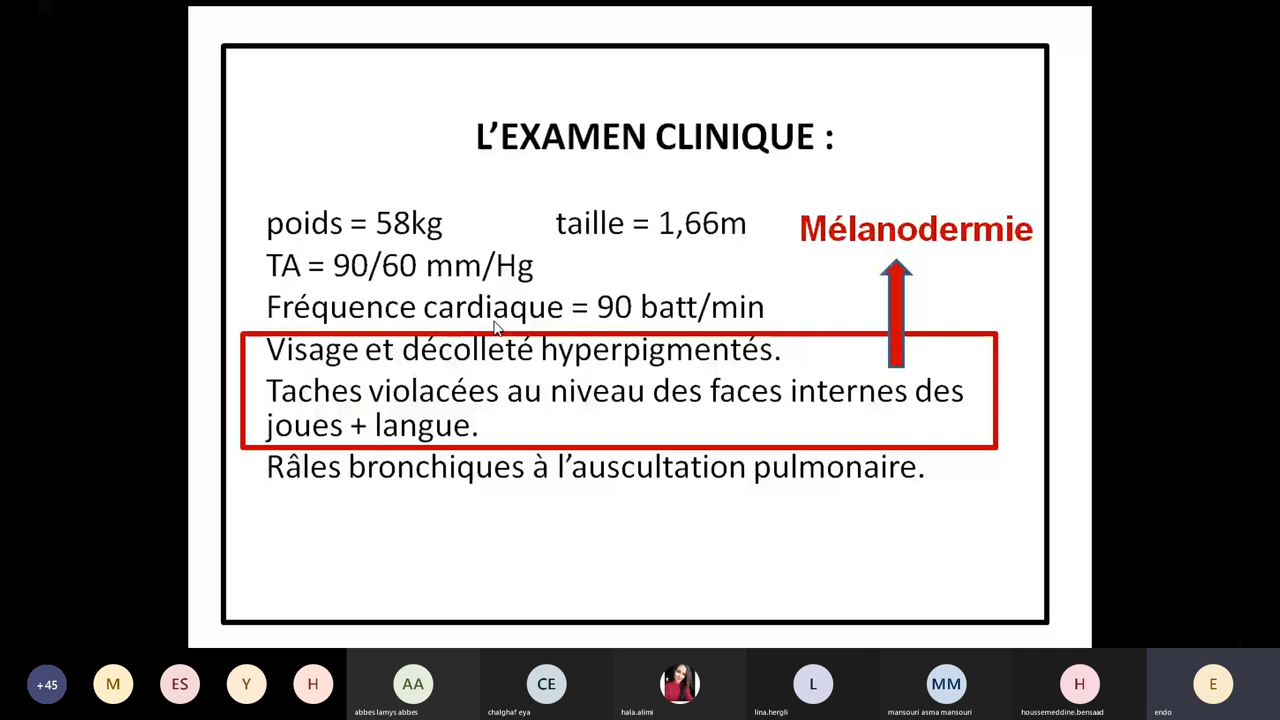 L'EXAMEN CLINIQUE :
poids = 58kg taille = 1,66m
Mélanodermie
TA = 90/60 mm/Hg
Fréquence cardiaque = 90 batt/min
Visage et décolleté hyperpigmentés.
Taches violacées au niveau des faces internes des
joues + langue.
Râles bronchiques à l'auscultation pulmonaire.
+45 M ES Y H AA CE L MM H E
abbes lamys abbes chalghaf eya hala.alimi lina.hergli mansouri asma mansouri houssemeddine.bensaad endo